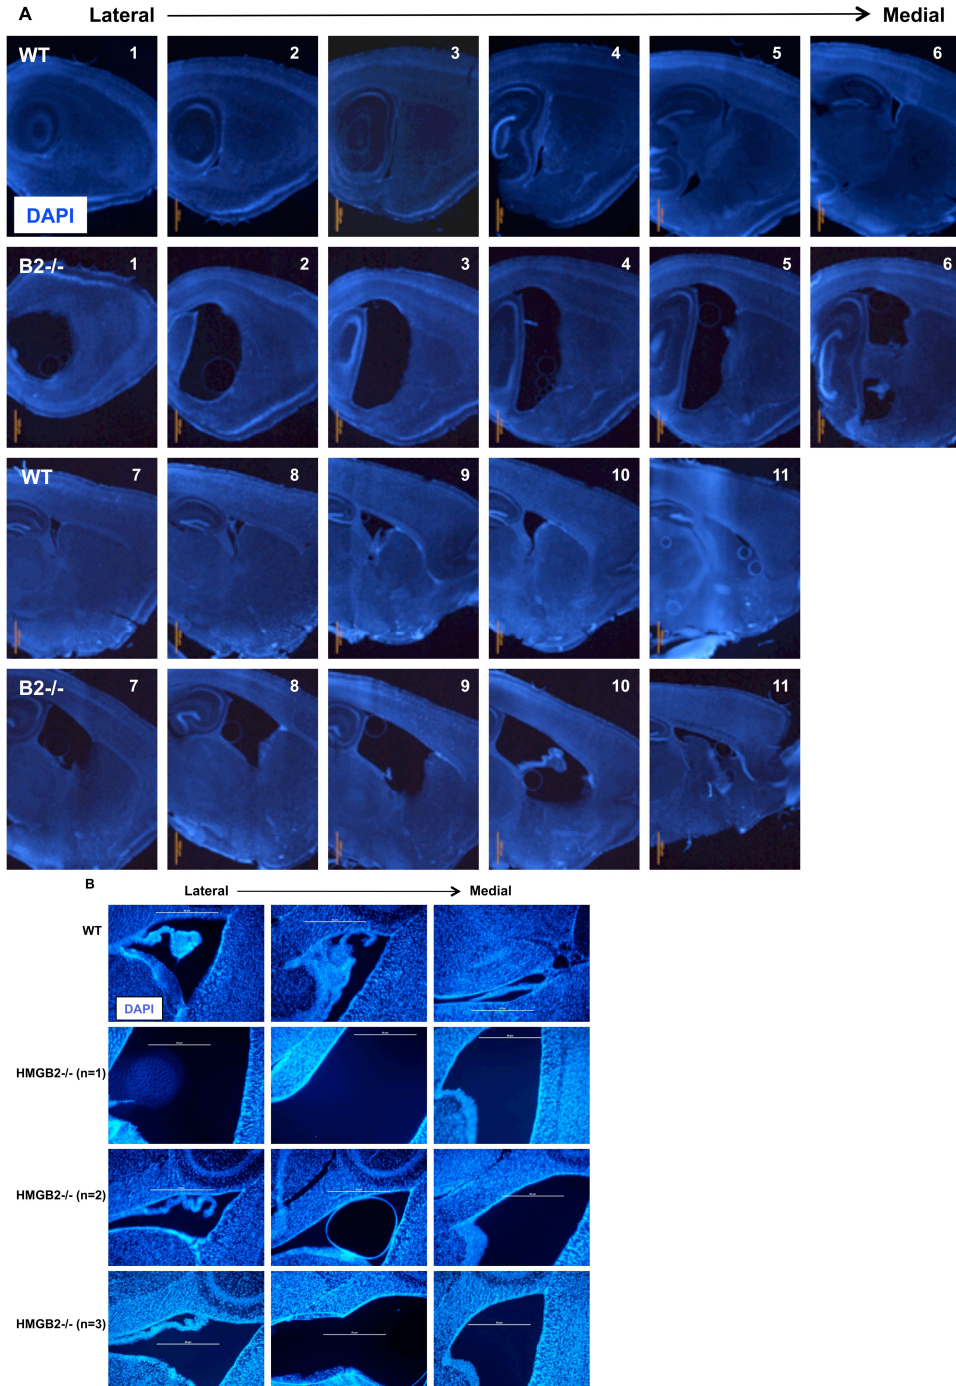 A
Lateral
Medial
WT 1 2 3 4 5 6
DAPI
B2-/- 1 2 3 4 5 6
WT 7 8 9 10 11
B2-/- 7 8 9 10 11
B
Lateral
Medial
WT
DAPI
HMGB2-/- (n=1)
HMGB2-/- (n=2)
HMGB2-/- (n=3)